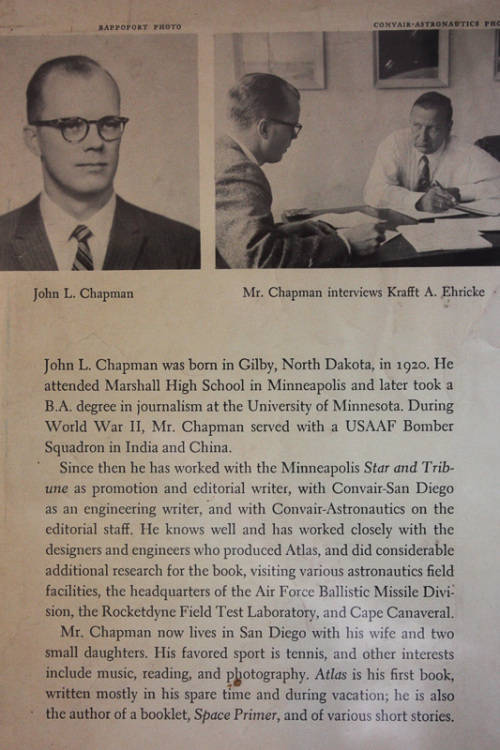 RAPPOPORT PHOTO
CONVAIR-ASTRONAUTICS PHO
John L. Chapman
Mr. Chapman interviews Krafft A. Ehricke
John L. Chapman was born in Gilby, North Dakota, in 1920. He
attended Marshall High School in Minneapolis and later took a
B.A. degree in journalism at the University of Minnesota. During
World War II, Mr. Chapman served with a USAAF Bomber
Squadron in India and China.
Since then he has worked with the Minneapolis Star and Trib-
une as promotion and editorial writer, with Convair-San Diego
as an engineering writer, and with Convair-Astronautics on the
editorial staff. He knows well and has worked closely with the
designers and engineers who produced Atlas, and did considerable
additional research for the book, visiting various astronautics field
facilities, the headquarters of the Air Force Ballistic Missile Divi-
sion, the Rocketdyne Field Test Laboratory, and Cape Canaveral.
Mr. Chapman now lives in San Diego with his wife and two
small daughters. His favored sport is tennis, and other interests
include music, reading, and photography. Atlas is his first book,
written mostly in his spare time and during vacation; he is also
the author of a booklet, Space Primer, and of various short stories.